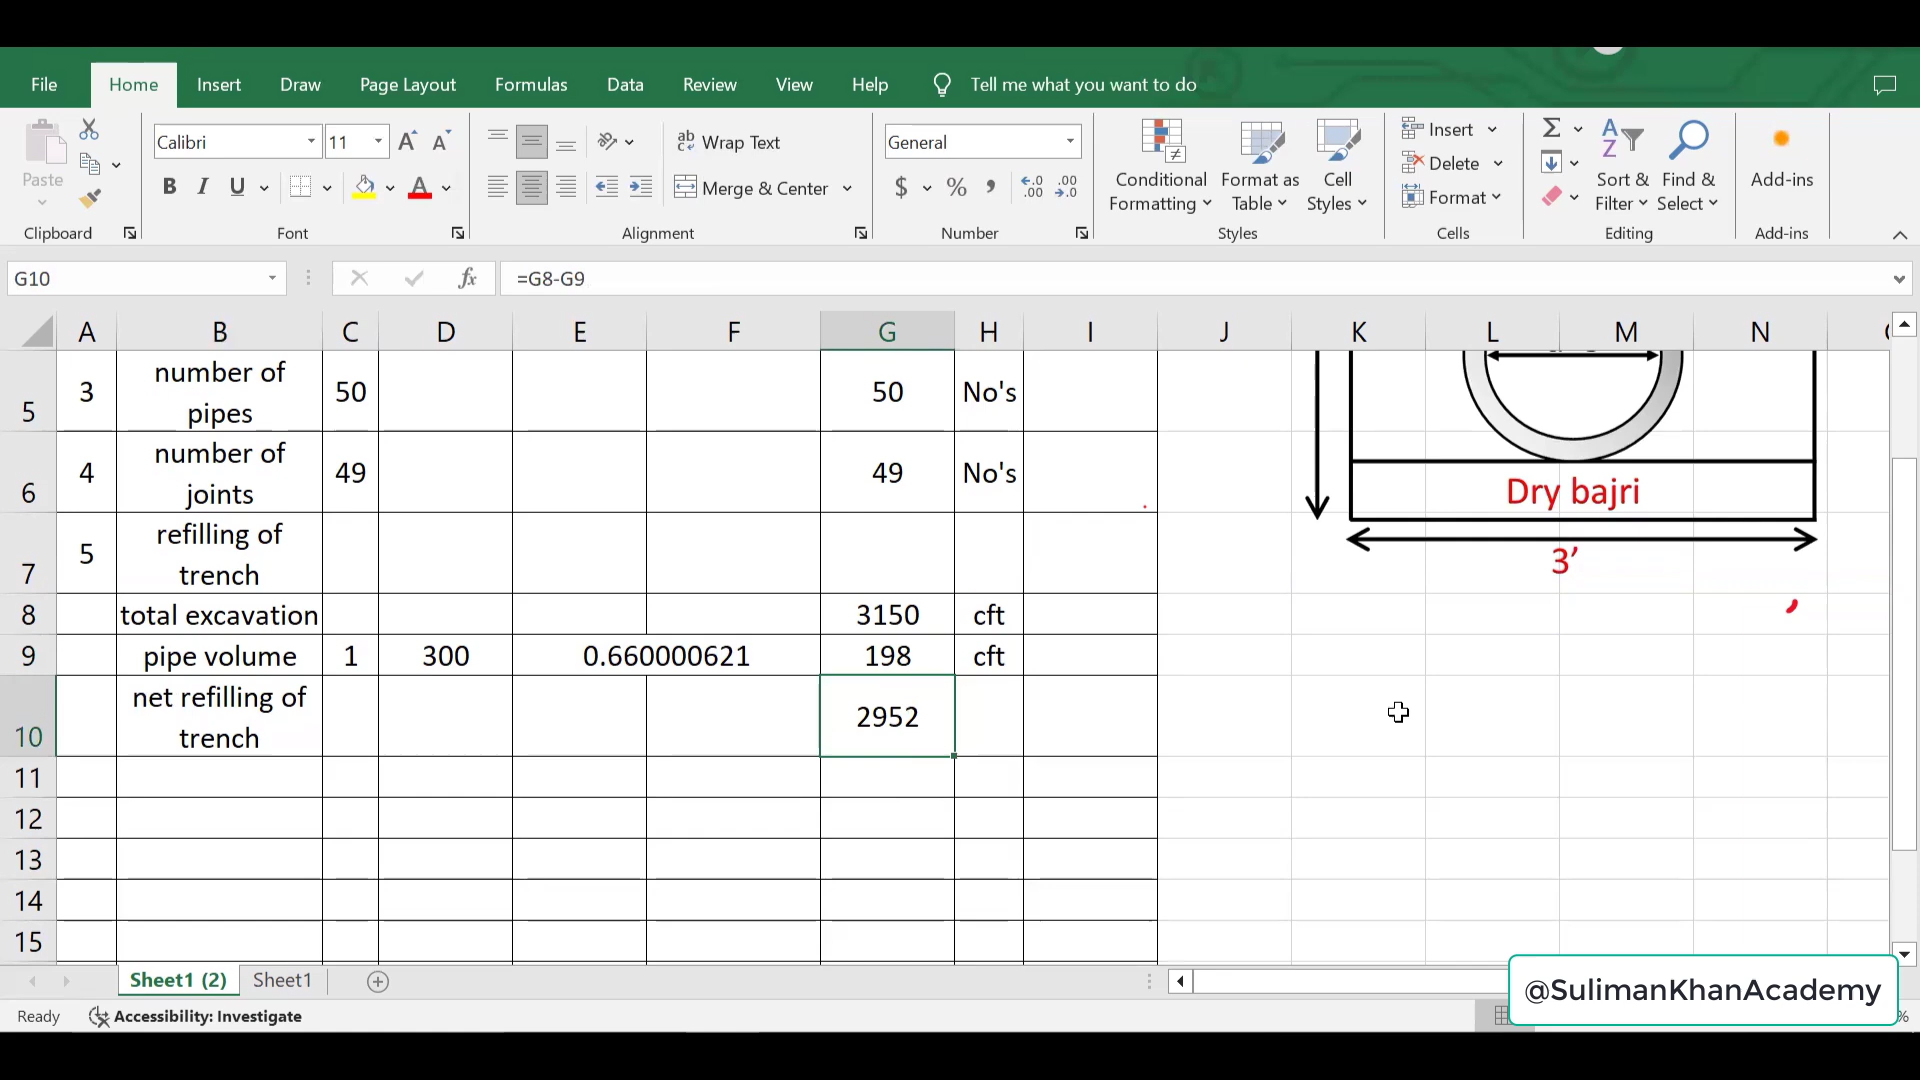 File Home Insert Draw Page Layout Formulas Data Review View Help Tell me what you want to do
Paste
Clipboard
Calibri 11
B I U A
Font
ab Wrap Text
Merge & Center
Alignment
General
$ % , .00
Number
Conditional Formatting
Format as Table
Cell Styles
Styles
Insert
Delete
Format
Cells
Sort & Filter
Find & Select
Editing
Add-ins
Add-ins
G10 fx =G8-G9
A B C D E F G H I J K L M N
5 3 number of pipes 50 50 No's
6 4 number of joints 49 49 No's
7 5 refilling of trench
8 total excavation 3150 cft
9 pipe volume 1 300 0.660000621 198 cft
10 net refilling of trench 2952
11
12
13
14
15
Dry bajri
3’
Sheet1 (2) Sheet1
@SulimanKhanAcademy
Ready Accessibility: Investigate %